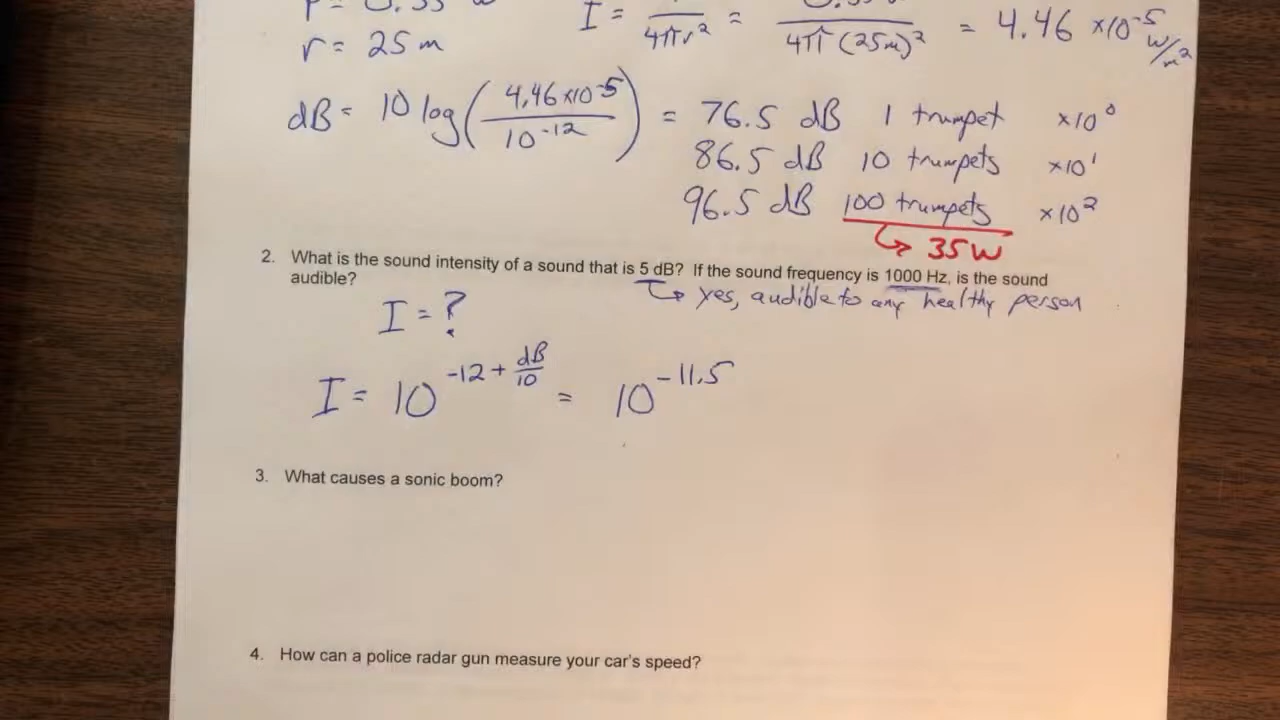 I = / 4πr² = / 4π(25m)² = 4.46 ×10⁻⁵ W/m²
r = 25 m
dB = 10 log(4.46×10⁻⁵ / 10⁻¹²) = 76.5 dB 1 trumpet ×10⁰
86.5 dB 10 trumpets ×10¹
96.5 dB 100 trumpets ×10²
↳ 35W
2. What is the sound intensity of a sound that is 5 dB? If the sound frequency is 1000 Hz, is the sound
audible?
↳ yes, audible to any healthy person
I = ?
I = 10^(-12 + dB/10) = 10^(-11.5)
3. What causes a sonic boom?
4. How can a police radar gun measure your car's speed?